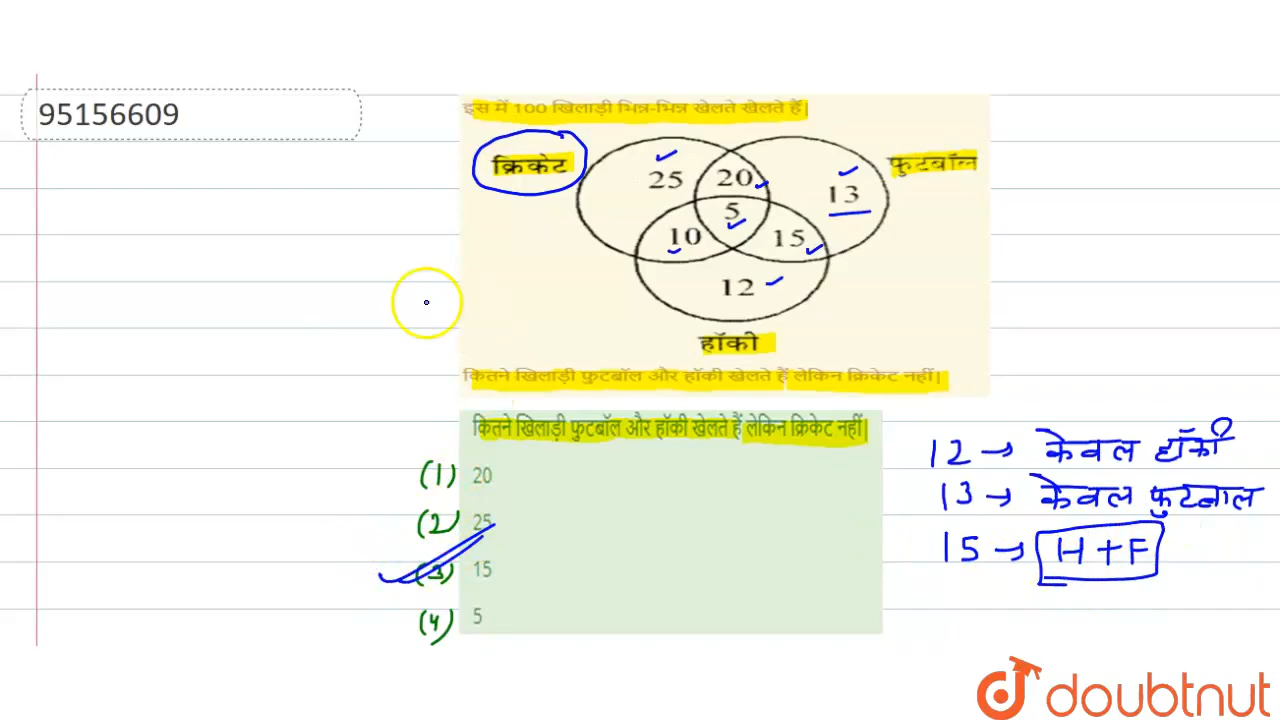 95156609
इस में 100 खिलाड़ी भिन्न-भिन्न खेलते खेलते हैं|
क्रिकेट
फुटबॉल
25
20
13
5
10
15
12
हॉकी
कितने खिलाड़ी फुटबॉल और हॉकी खेलते हैं लेकिन क्रिकेट नहीं|
कितने खिलाड़ी फुटबॉल और हॉकी खेलते हैं लेकिन क्रिकेट नहीं|
(1) 20
(2) 25
(3) 15
(4) 5
12 → केवल हॉकी
13 → केवल फुटबाल
15 → H+F
doubtnut